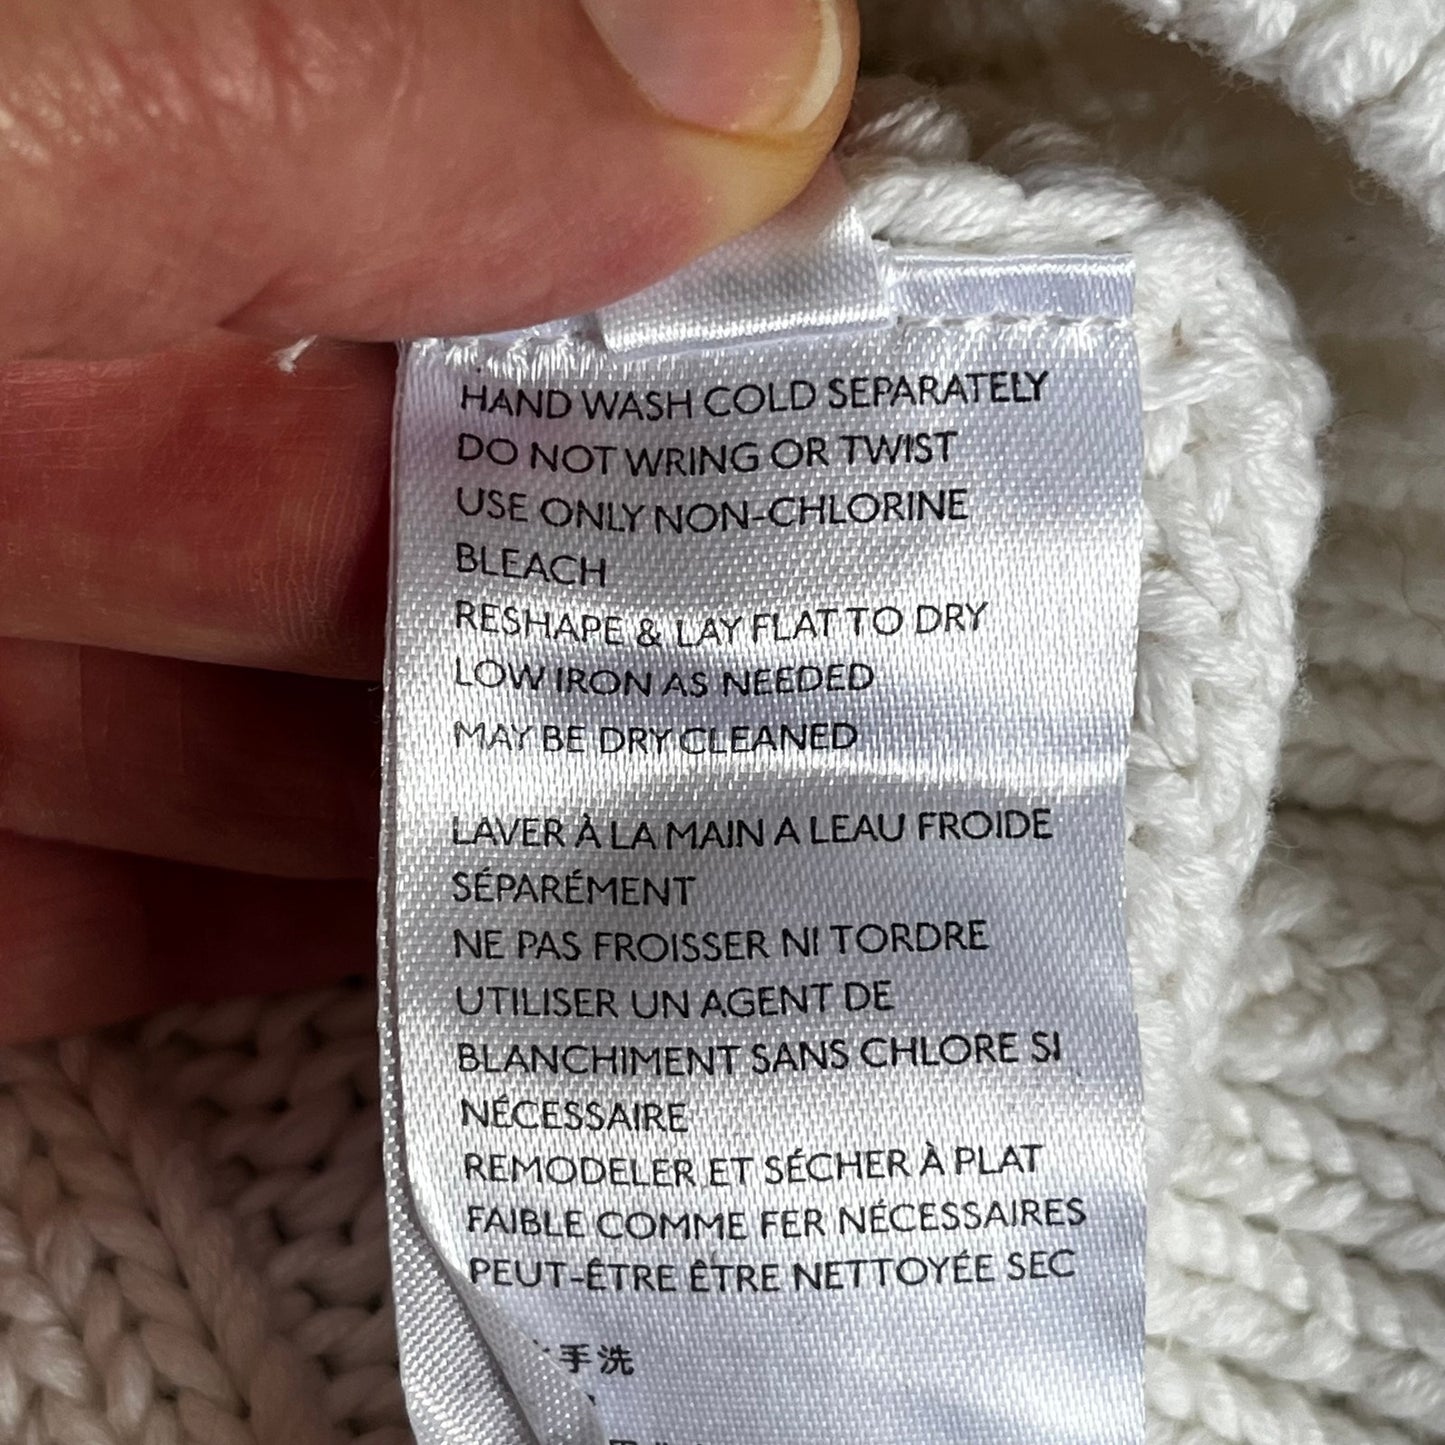 HAND WASH COLD SEPARATELY
DO NOT WRING OR TWIST
USE ONLY NON-CHLORINE
BLEACH
RESHAPE & LAY FLAT TO DRY
LOW IRON AS NEEDED
MAY BE DRY CLEANED
LAVER À LA MAIN A LEAU FROIDE
SÉPARÉMENT
NE PAS FROISSER NI TORDRE
UTILISER UN AGENT DE
BLANCHIMENT SANS CHLORE SI
NÉCESSAIRE
REMODELER ET SÉCHER À PLAT
FAIBLE COMME FER NÉCESSAIRES
PEUT-ÊTRE ÊTRE NETTOYÉE SEC
手洗